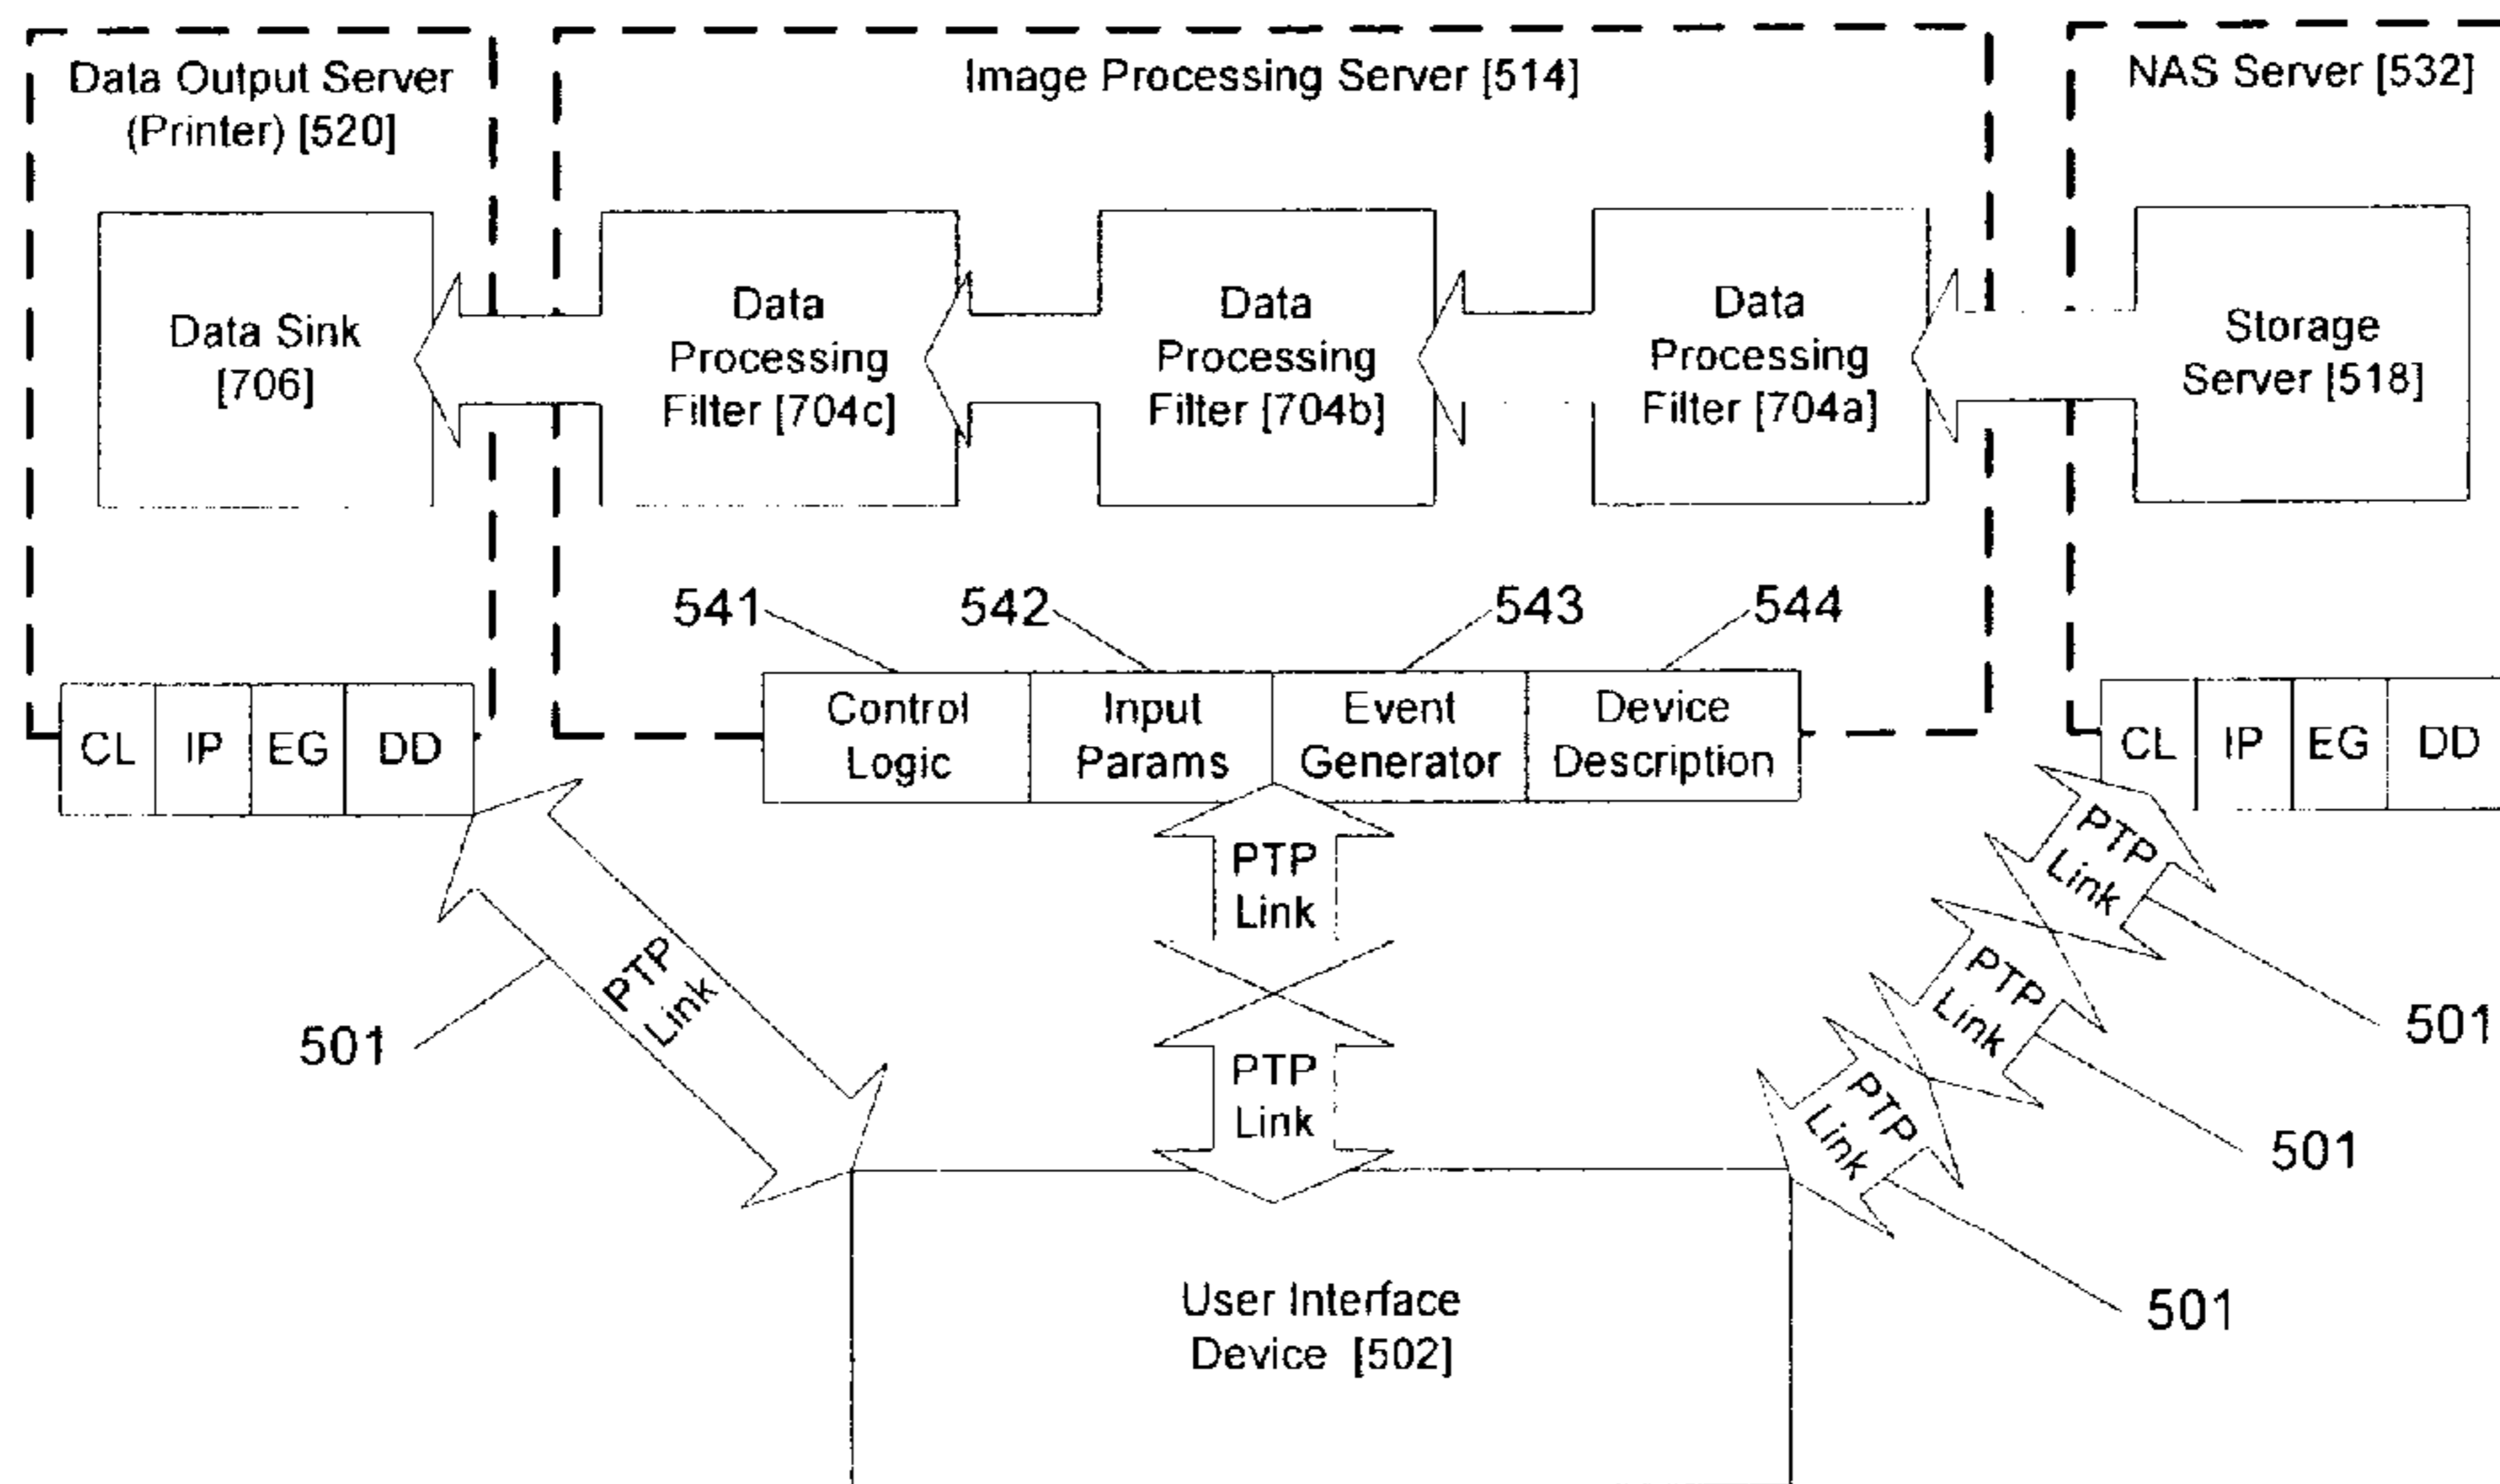 Data Output Server
(Printer) [520]
Image Processing Server [514]
NAS Server [532]
Data Sink
[706]
Data
Processing
Filter [704c]
Data
Processing
Filter [704b]
Data
Processing
Filter [704a]
Storage
Server [518]
541
542
543
544
CL
IP
EG
DD
Control
Logic
Input
Params
Event
Generator
Device
Description
CL
IP
EG
DD
PTP
Link
PTP
Link
PTP
Link
PTP
Link
PTP
Link
PTP
Link
501
501
501
501
User Interface
Device [502]